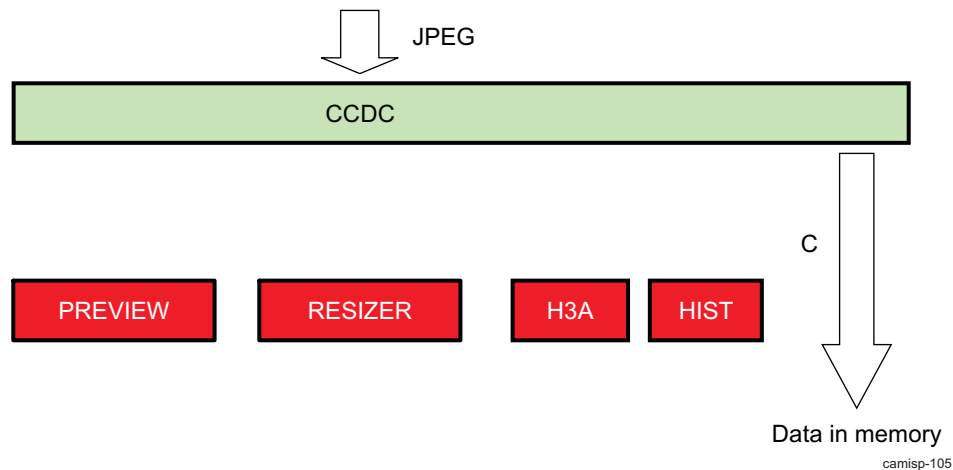 JPEG
CCDC
C
PREVIEW
RESIZER
H3A
HIST
Data in memory
camisp-105